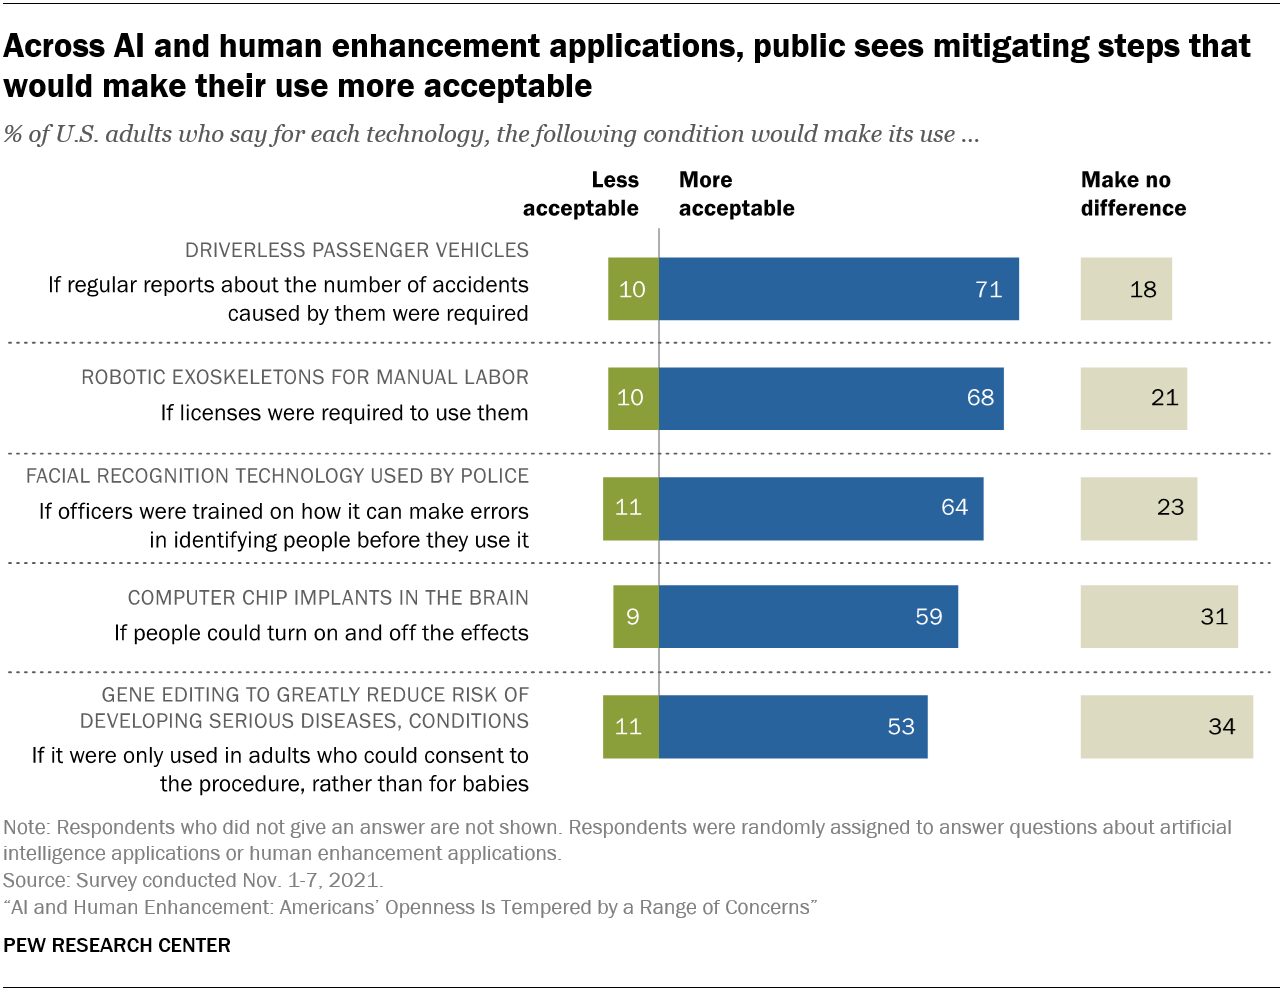 Across AI and human enhancement applications, public sees mitigating steps that
would make their use more acceptable
% of U.S. adults who say for each technology, the following condition would make its use ...
Less
acceptable
More
acceptable
Make no
difference
DRIVERLESS PASSENGER VEHICLES
If regular reports about the number of accidents
caused by them were required
10
71
18
ROBOTIC EXOSKELETONS FOR MANUAL LABOR
If licenses were required to use them
10
68
21
FACIAL RECOGNITION TECHNOLOGY USED BY POLICE
If officers were trained on how it can make errors
in identifying people before they use it
11
64
23
COMPUTER CHIP IMPLANTS IN THE BRAIN
If people could turn on and off the effects
9
59
31
GENE EDITING TO GREATLY REDUCE RISK OF
DEVELOPING SERIOUS DISEASES, CONDITIONS
If it were only used in adults who could consent to
the procedure, rather than for babies
11
53
34
Note: Respondents who did not give an answer are not shown. Respondents were randomly assigned to answer questions about artificial
intelligence applications or human enhancement applications.
Source: Survey conducted Nov. 1-7, 2021.
“AI and Human Enhancement: Americans’ Openness Is Tempered by a Range of Concerns”
PEW RESEARCH CENTER